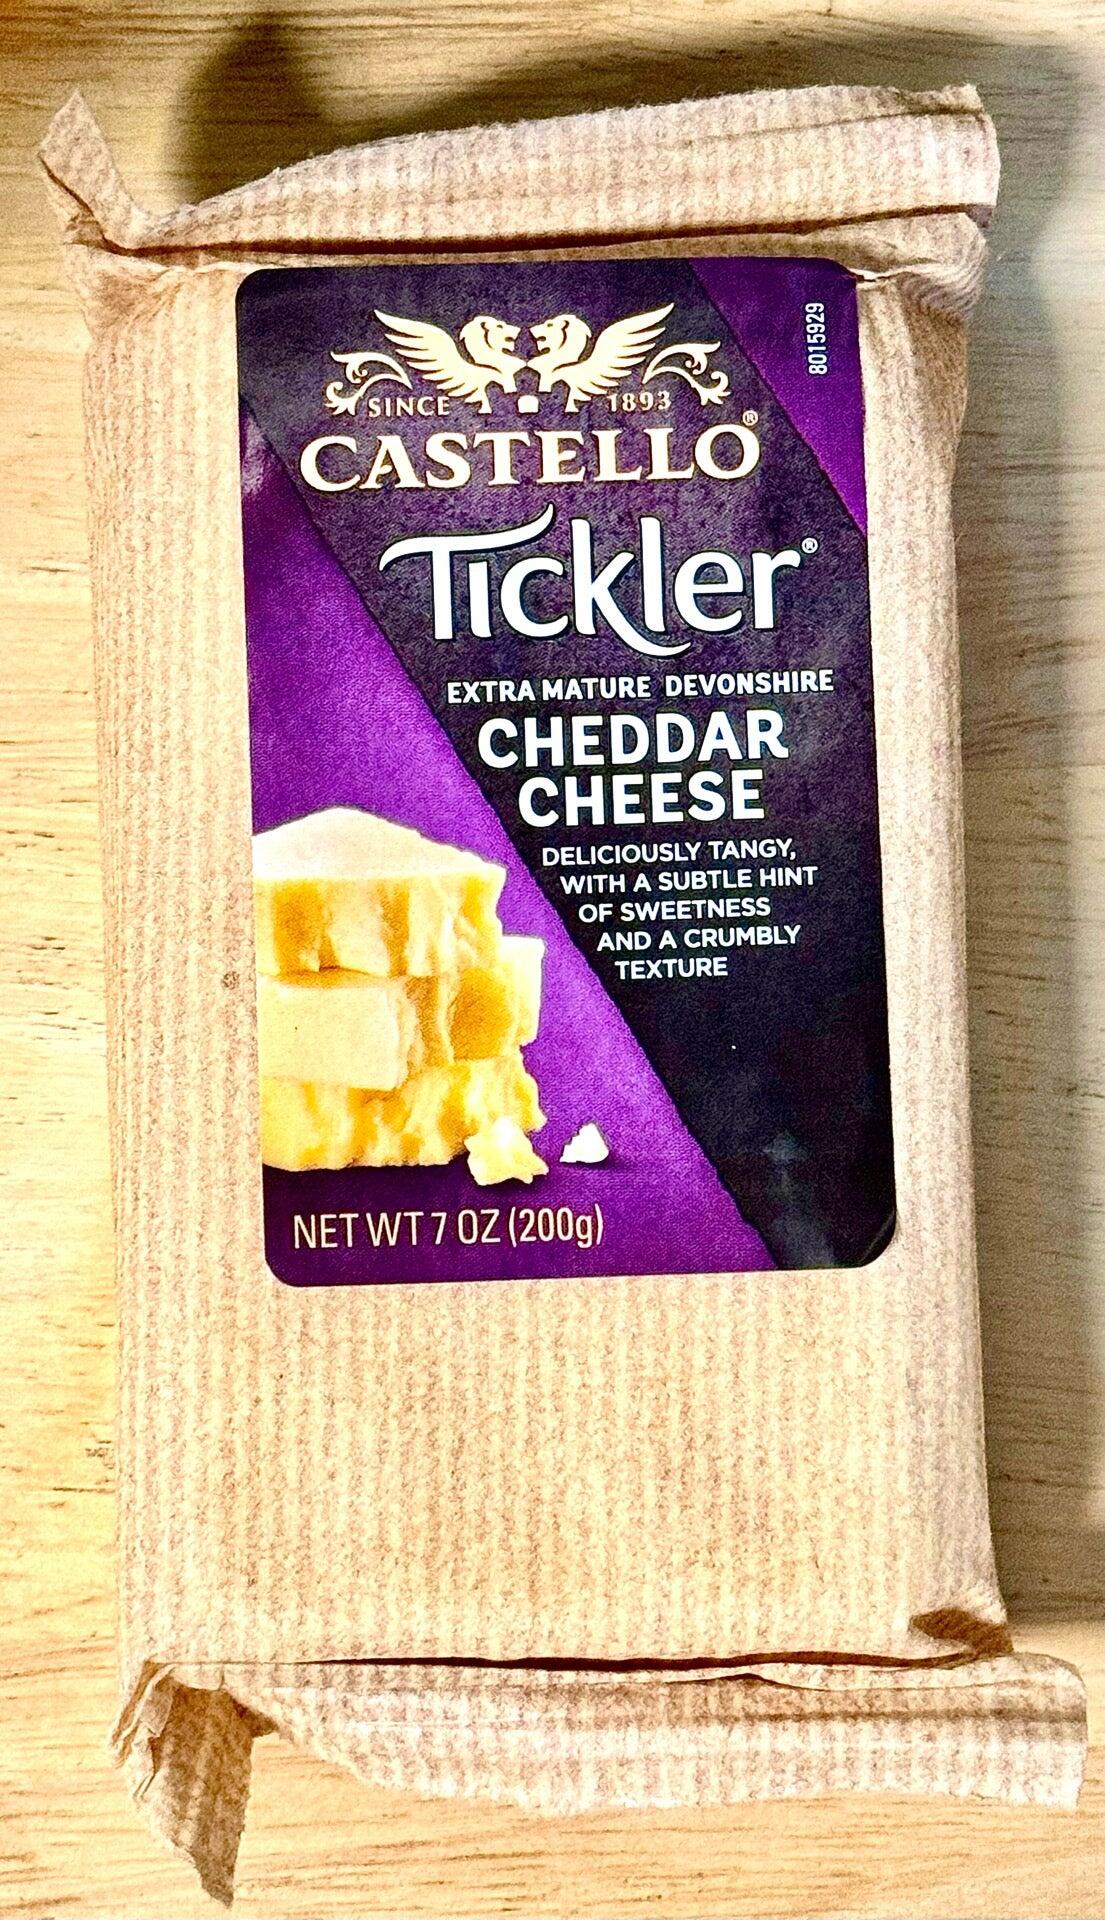 8015929
SINCE 1893
CASTELLO®
Tickler®
EXTRA MATURE DEVONSHIRE
CHEDDAR
CHEESE
DELICIOUSLY TANGY,
WITH A SUBTLE HINT
OF SWEETNESS
AND A CRUMBLY
TEXTURE
NET WT 7 OZ (200g)